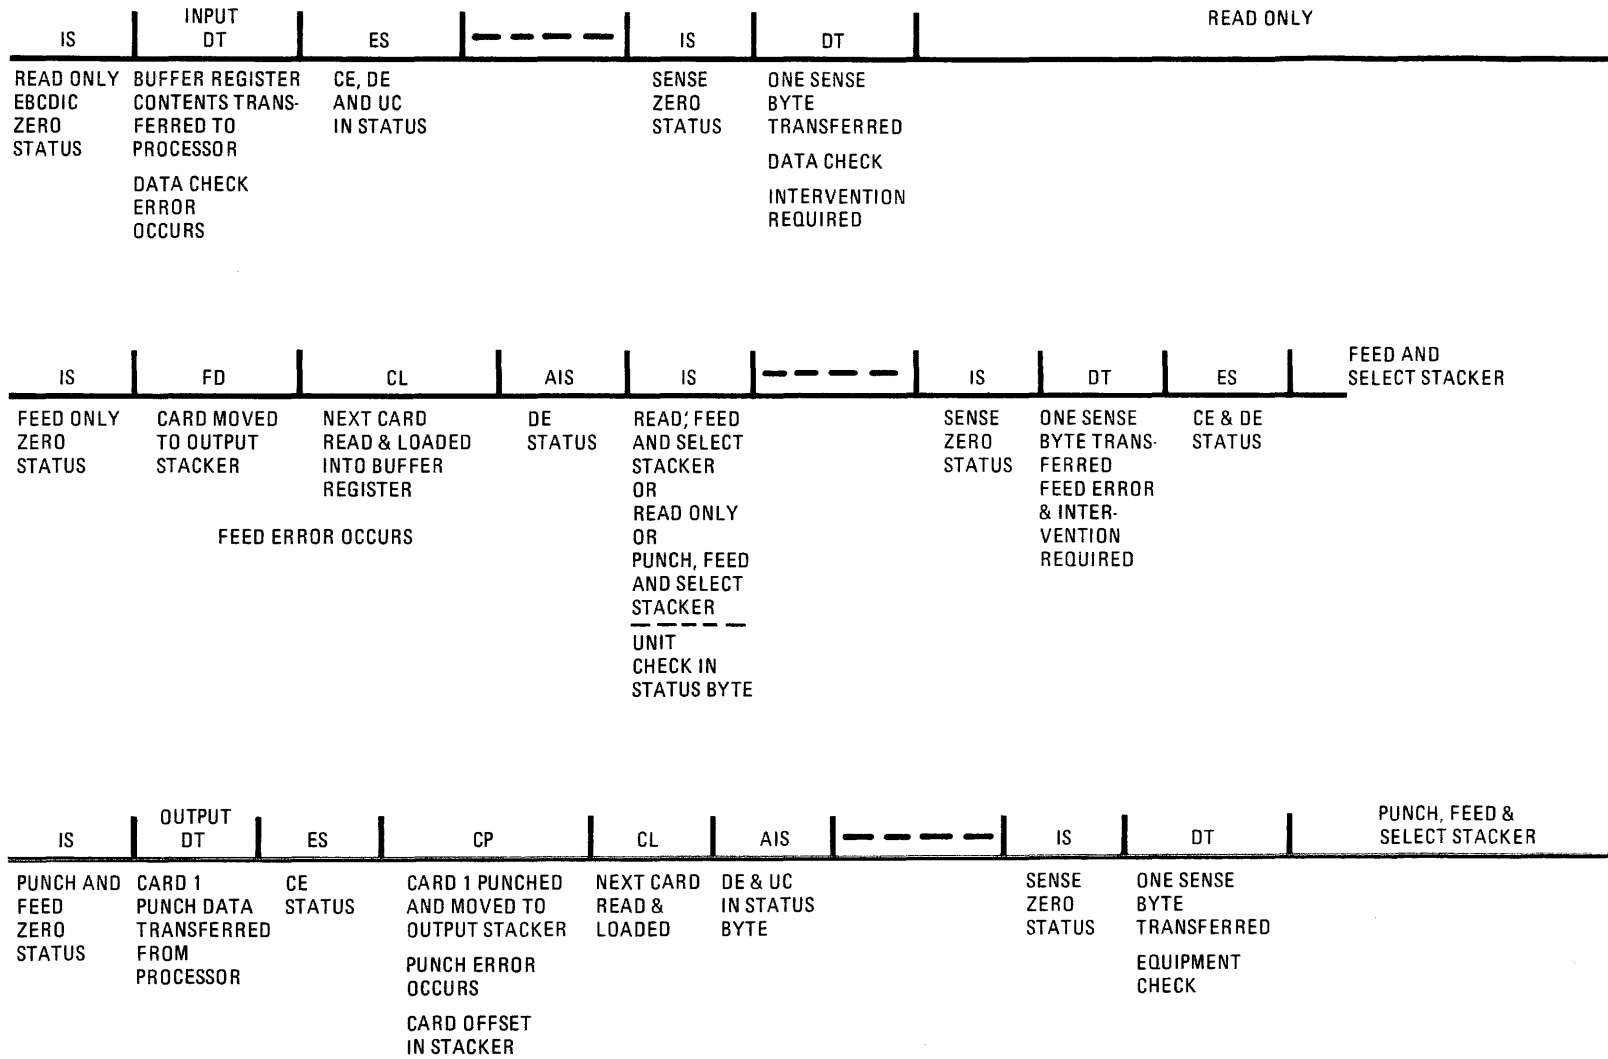 INPUT
READ ONLY
IS DT ES IS DT
READ ONLY
EBCDIC
ZERO
STATUS
BUFFER REGISTER
CONTENTS TRANS-
FERRED TO
PROCESSOR
DATA CHECK
ERROR
OCCURS
CE, DE
AND UC
IN STATUS
SENSE
ZERO
STATUS
ONE SENSE
BYTE
TRANSFERRED
DATA CHECK
INTERVENTION
REQUIRED
FEED AND
SELECT STACKER
IS FD CL AIS IS IS DT ES
FEED ONLY
ZERO
STATUS
CARD MOVED
TO OUTPUT
STACKER
NEXT CARD
READ & LOADED
INTO BUFFER
REGISTER
FEED ERROR OCCURS
DE
STATUS
READ, FEED
AND SELECT
STACKER
OR
READ ONLY
OR
PUNCH, FEED
AND SELECT
STACKER
UNIT
CHECK IN
STATUS BYTE
SENSE
ZERO
STATUS
ONE SENSE
BYTE TRANS-
FERRED
FEED ERROR
& INTER-
VENTION
REQUIRED
CE & DE
STATUS
OUTPUT
PUNCH, FEED &
SELECT STACKER
IS DT ES CP CL AIS IS DT
PUNCH AND
FEED
ZERO
STATUS
CARD 1
PUNCH DATA
TRANSFERRED
FROM
PROCESSOR
CE
STATUS
CARD 1 PUNCHED
AND MOVED TO
OUTPUT STACKER
PUNCH ERROR
OCCURS
CARD OFFSET
IN STACKER
NEXT CARD
READ &
LOADED
DE & UC
IN STATUS
BYTE
SENSE
ZERO
STATUS
ONE SENSE
BYTE
TRANSFERRED
EQUIPMENT
CHECK